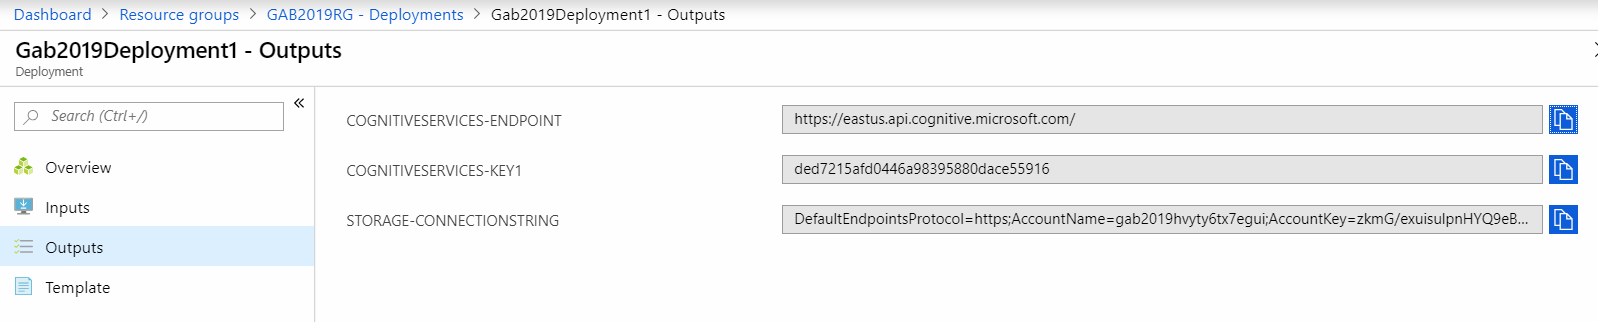 Dashboard > Resource groups > GAB2019RG - Deployments > Gab2019Deployment1 - Outputs
Gab2019Deployment1 - Outputs
Deployment
Search (Ctrl+/)
«
Overview
Inputs
Outputs
Template
COGNITIVESERVICES-ENDPOINT
https://eastus.api.cognitive.microsoft.com/
COGNITIVESERVICES-KEY1
ded7215afd0446a98395880dace55916
STORAGE-CONNECTIONSTRING
DefaultEndpointsProtocol=https;AccountName=gab2019hvyty6tx7egui;AccountKey=zkmG/exuisulpnHYQ9eB...